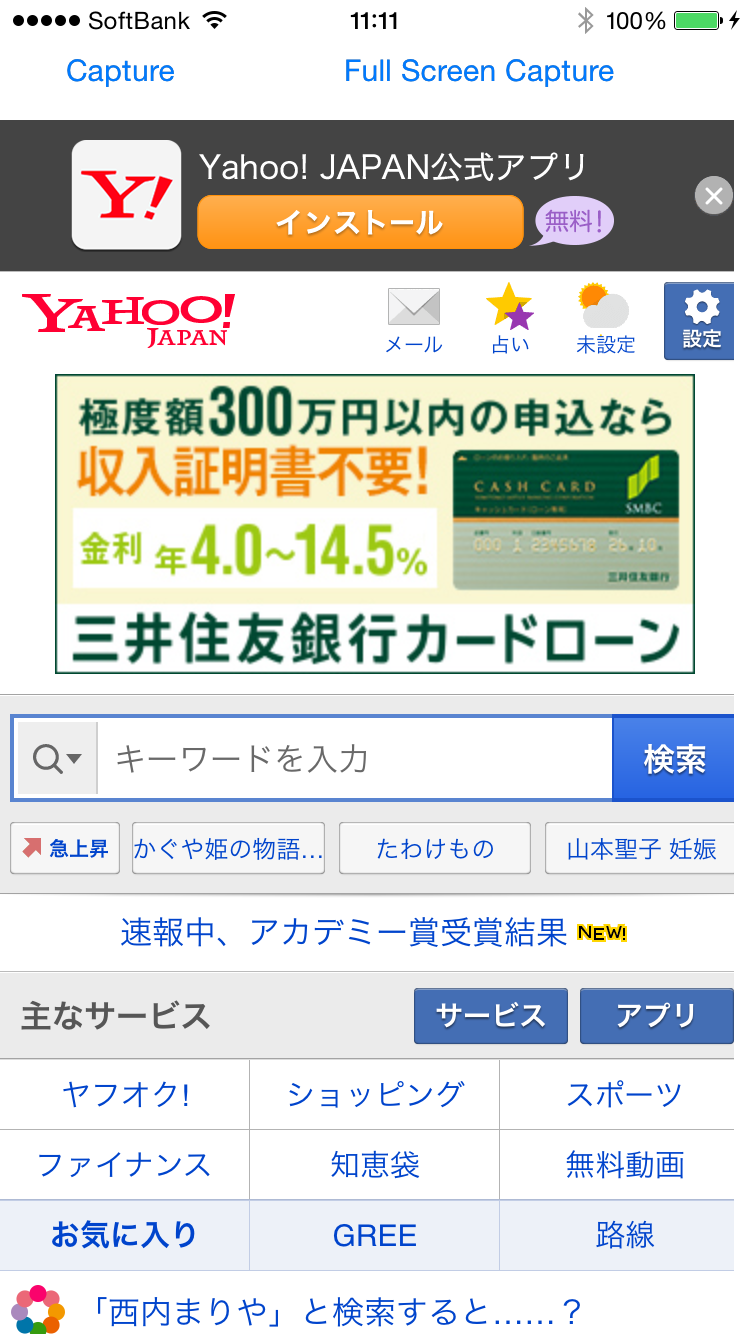 SoftBank 11:11 100%
Capture Full Screen Capture
Yahoo! JAPAN公式アプリ
インストール 無料!
YAHOO! JAPAN
メール 占い 未設定 設定
極度額300万円以内の申込なら
収入証明書不要!
CASH CARD
SMBC
金利 年4.0~14.5%
三井住友銀行
三井住友銀行カードローン
キーワードを入力 検索
急上昇 かぐや姫の物語... たわけもの 山本聖子 妊娠
速報中、アカデミー賞受賞結果 NEW!
主なサービス サービス アプリ
ヤフオク! ショッピング スポーツ
ファイナンス 知恵袋 無料動画
お気に入り GREE 路線
「西内まりや」と検索すると……?